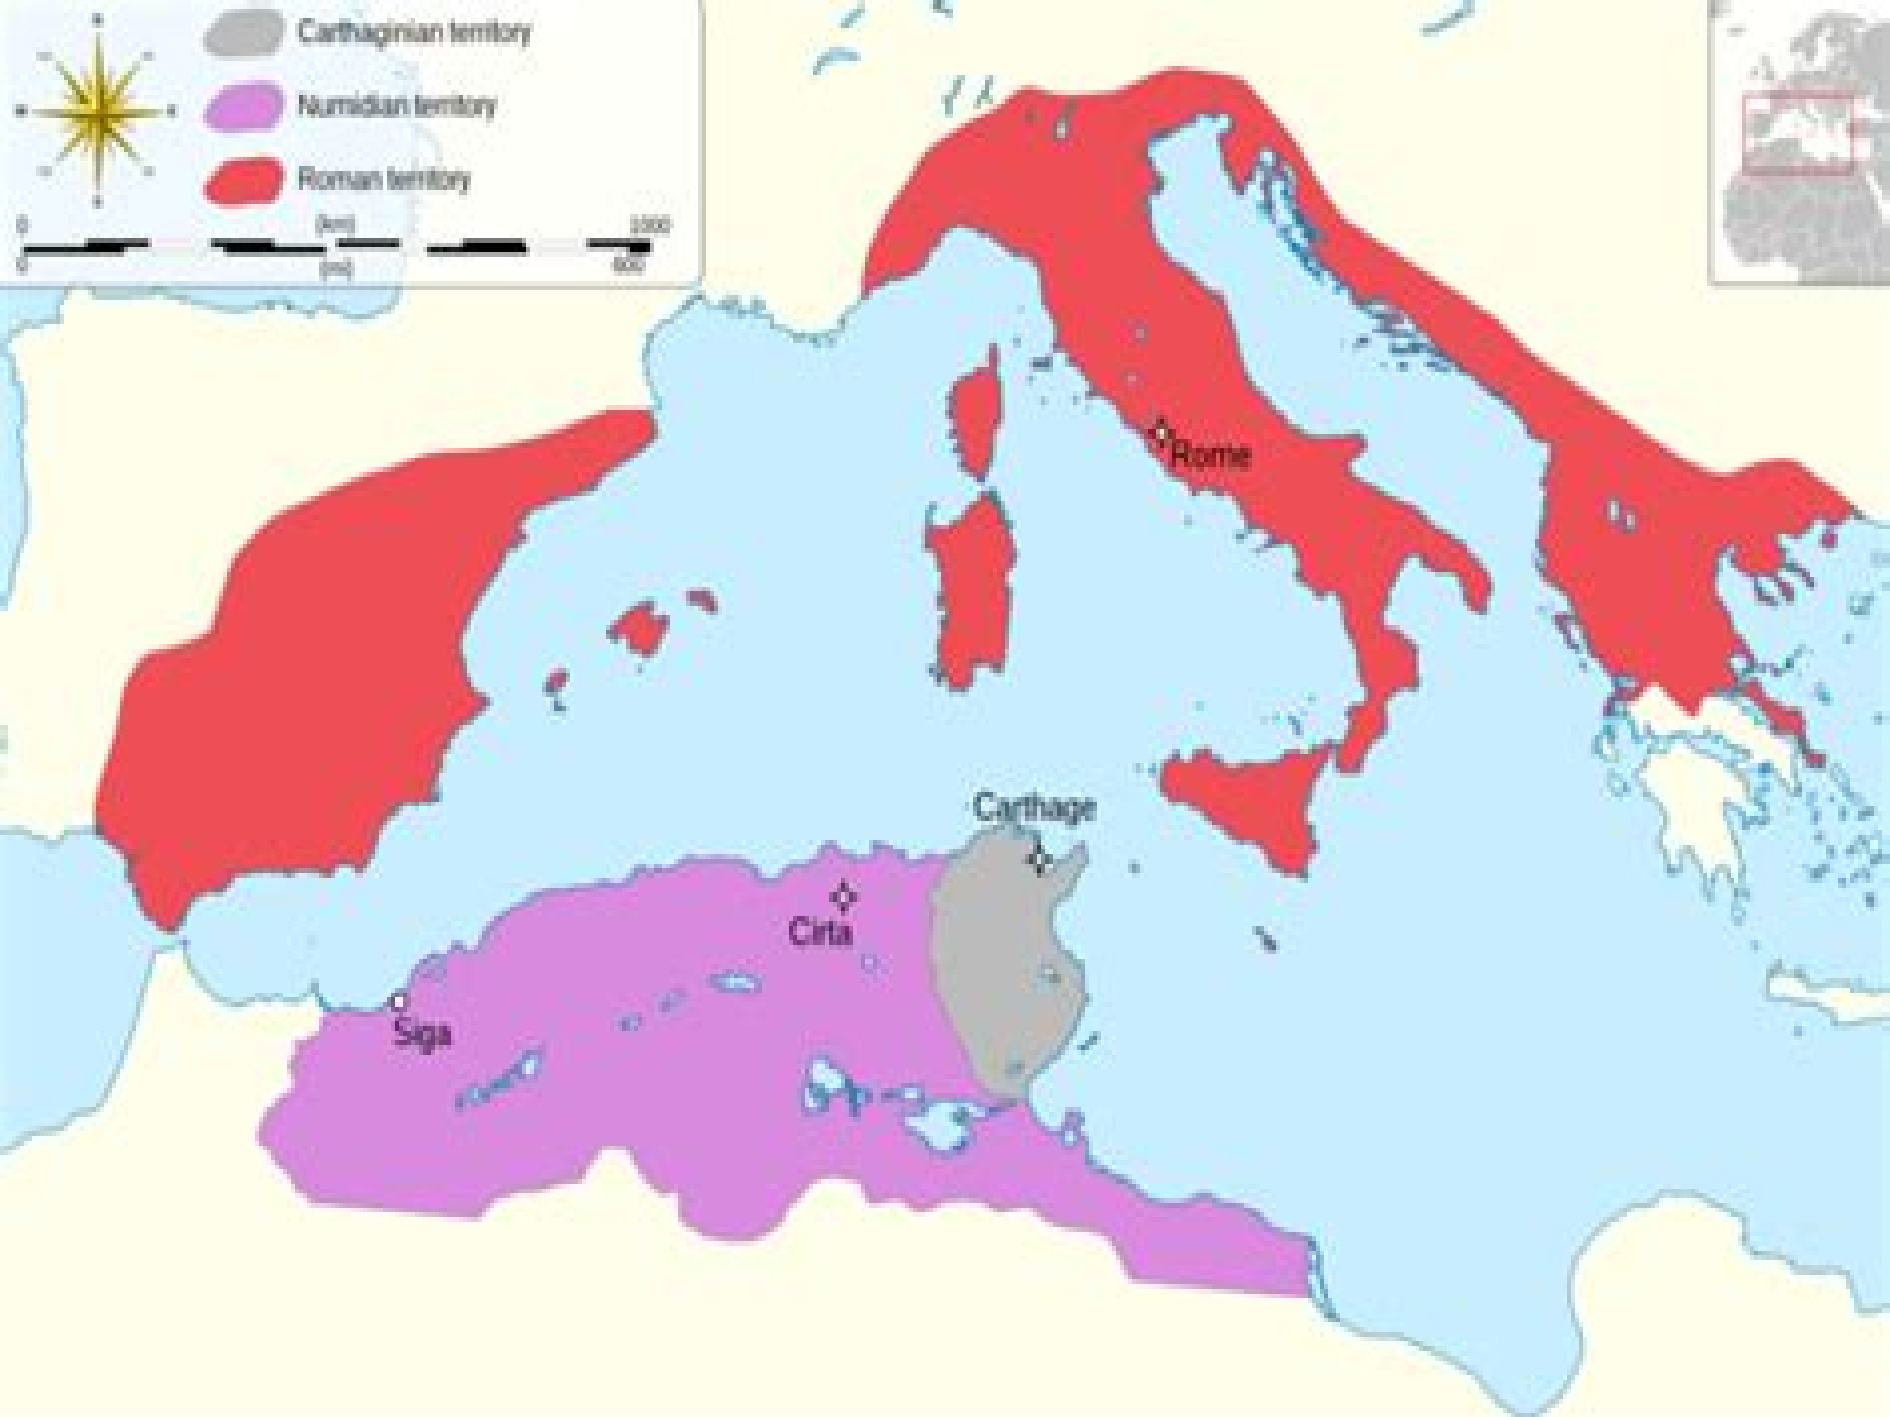 Carthaginian territory
Numidian territory
Roman territory
0 (km) 1000
0 (mi) 600
Rome
Carthage
Cirta
Siga